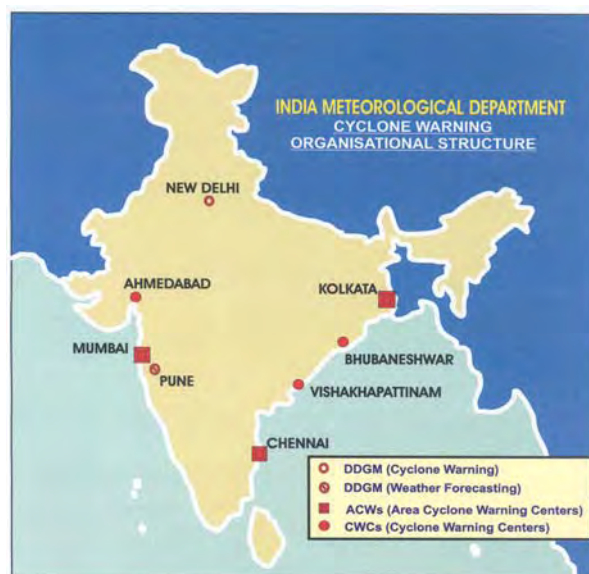 INDIA METEOROLOGICAL DEPARTMENT
CYCLONE WARNING
ORGANISATIONAL STRUCTURE
NEW DELHI
AHMEDABAD
KOLKATA
MUMBAI
BHUBANESHWAR
PUNE
VISHAKHAPATTINAM
CHENNAI
DDGM (Cyclone Warning)
DDGM (Weather Forecasting)
ACWs (Area Cyclone Warning Centers)
CWCs (Cyclone Warning Centers)